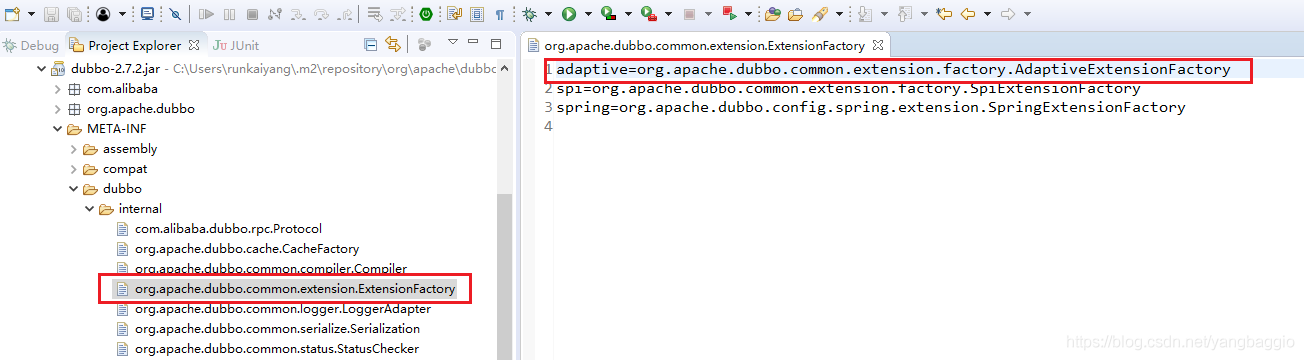 Debug Project Explorer JUnit
dubbo-2.7.2.jar - C:\Users\runkaiyang\.m2\repository\org\apache\dubbo
com.alibaba
org.apache.dubbo
META-INF
assembly
compat
dubbo
internal
com.alibaba.dubbo.rpc.Protocol
org.apache.dubbo.cache.CacheFactory
org.apache.dubbo.common.compiler.Compiler
org.apache.dubbo.common.extension.ExtensionFactory
org.apache.dubbo.common.logger.LoggerAdapter
org.apache.dubbo.common.serialize.Serialization
org.apache.dubbo.common.status.StatusChecker
org.apache.dubbo.common.extension.ExtensionFactory
1 adaptive=org.apache.dubbo.common.extension.factory.AdaptiveExtensionFactory
2 spi=org.apache.dubbo.common.extension.factory.SpiExtensionFactory
3 spring=org.apache.dubbo.config.spring.extension.SpringExtensionFactory
4
https://blog.csdn.net/yangbaggio